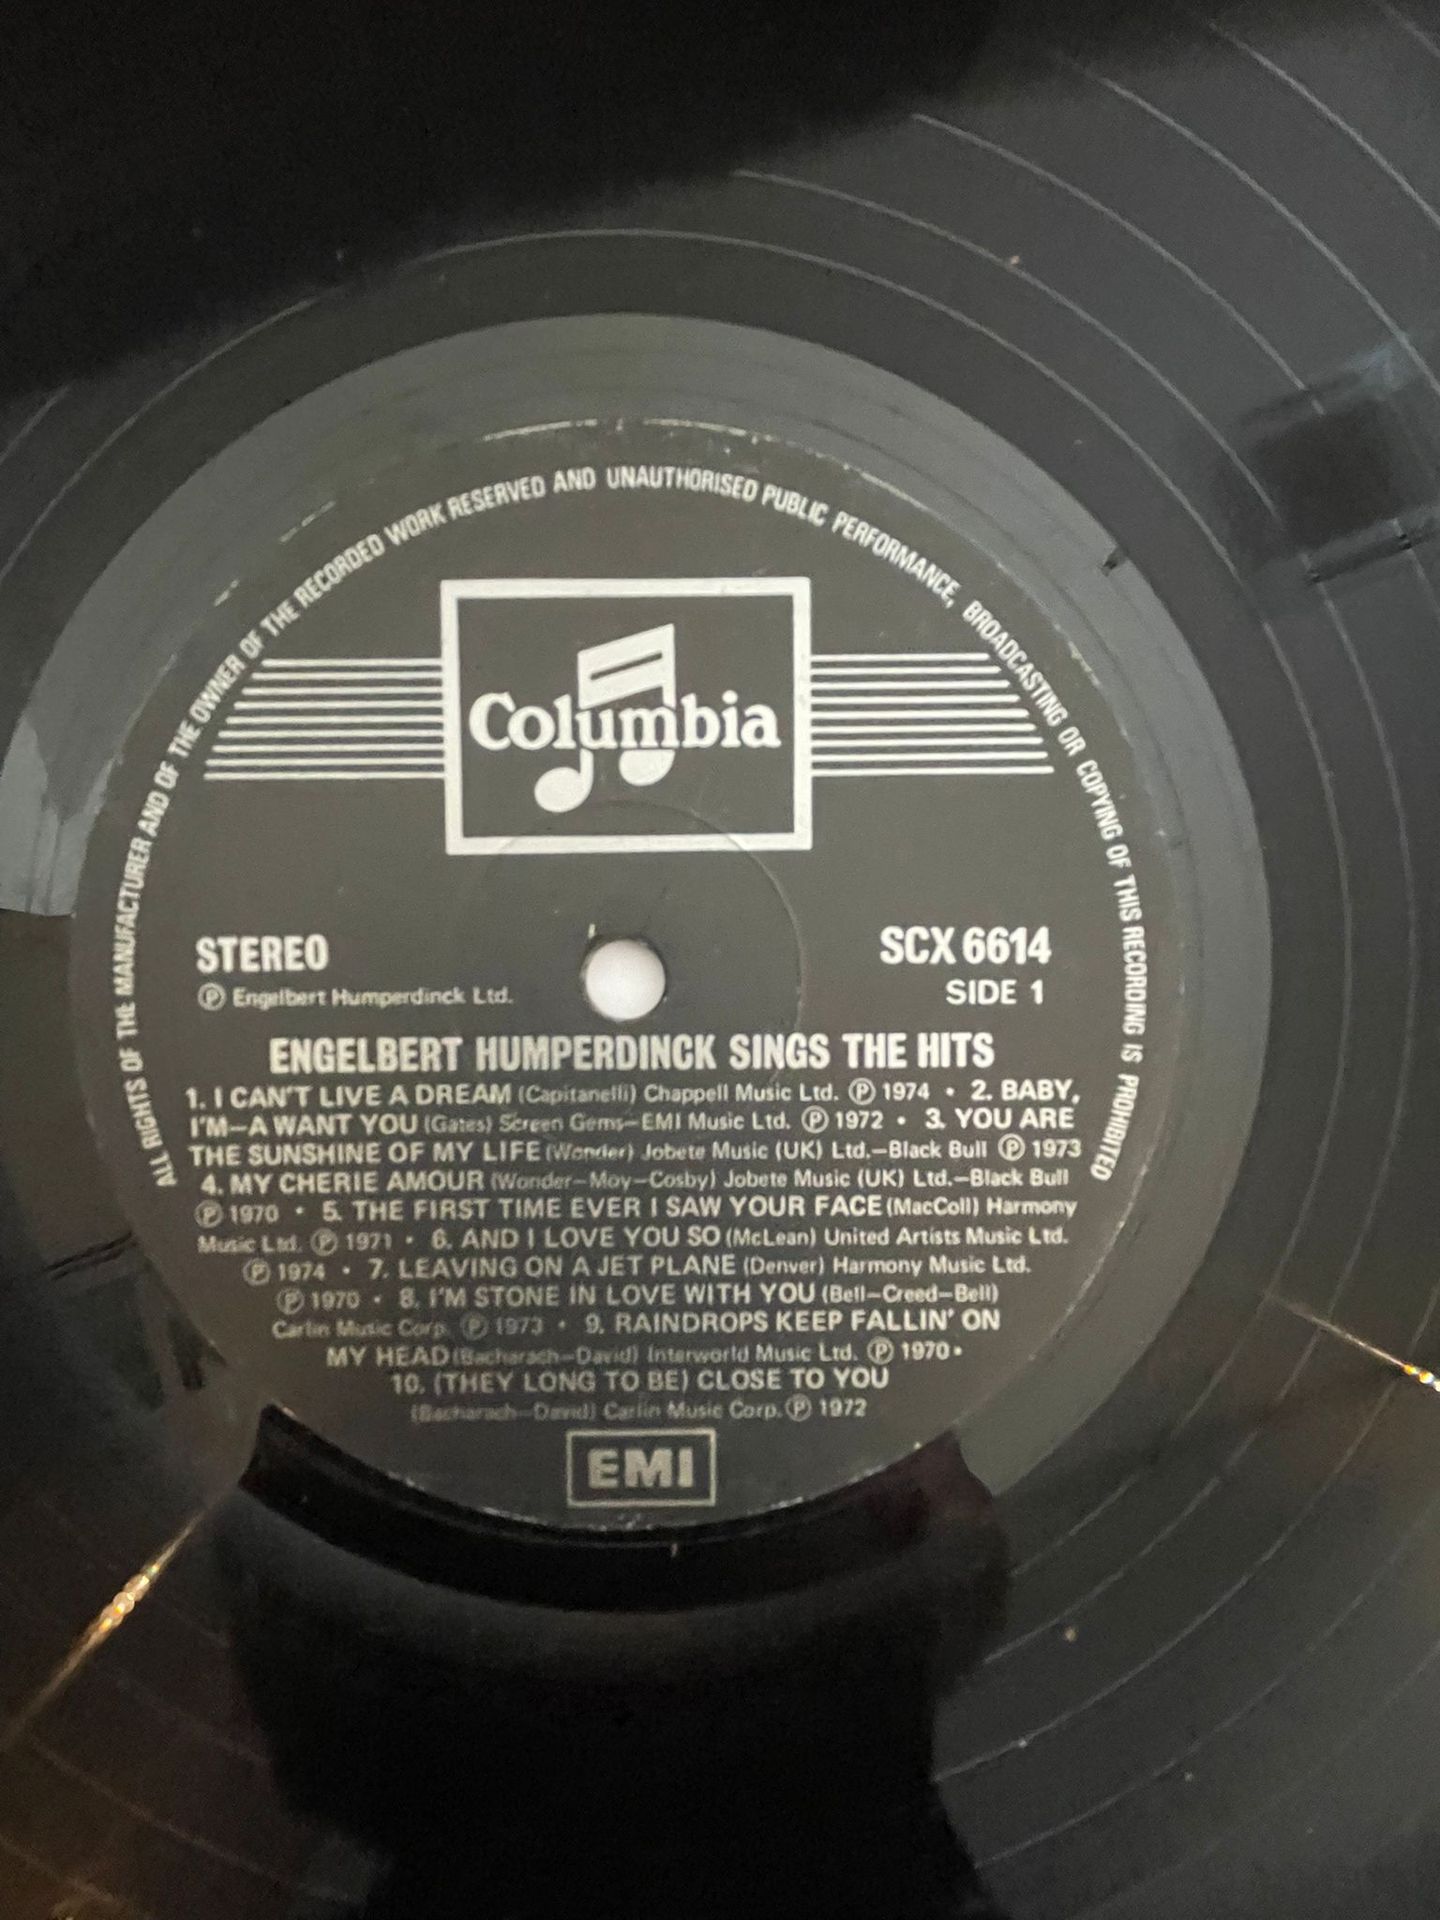 ALL RIGHTS OF THE MANUFACTURER AND OF THE OWNER OF THE RECORDED WORK RESERVED AND UNAUTHORISED PUBLIC PERFORMANCE, BROADCASTING OR COPYING OF THIS RECORDING IS PROHIBITED
Columbia
STEREO
SCX 6614
Ⓟ Engelbert Humperdinck Ltd.
SIDE 1
ENGELBERT HUMPERDINCK SINGS THE HITS
1. I CAN'T LIVE A DREAM (Capitanelli) Chappell Music Ltd. Ⓟ 1974 • 2. BABY,
I'M–A WANT YOU (Gates) Screen Gems–EMI Music Ltd. Ⓟ 1972 • 3. YOU ARE
THE SUNSHINE OF MY LIFE (Wonder) Jobete Music (UK) Ltd.–Black Bull Ⓟ 1973
4. MY CHERIE AMOUR (Wonder–Moy–Cosby) Jobete Music (UK) Ltd.–Black Bull
Ⓟ 1970 • 5. THE FIRST TIME EVER I SAW YOUR FACE (MacColl) Harmony
Music Ltd. Ⓟ 1971 • 6. AND I LOVE YOU SO (McLean) United Artists Music Ltd.
Ⓟ 1974 • 7. LEAVING ON A JET PLANE (Denver) Harmony Music Ltd.
Ⓟ 1970 • 8. I'M STONE IN LOVE WITH YOU (Bell–Creed–Bell)
Carlin Music Corp. Ⓟ 1973 • 9. RAINDROPS KEEP FALLIN' ON
MY HEAD (Bacharach–David) Interworld Music Ltd. Ⓟ 1970 •
10. (THEY LONG TO BE) CLOSE TO YOU
(Bacharach–David) Carlin Music Corp. Ⓟ 1972
EMI